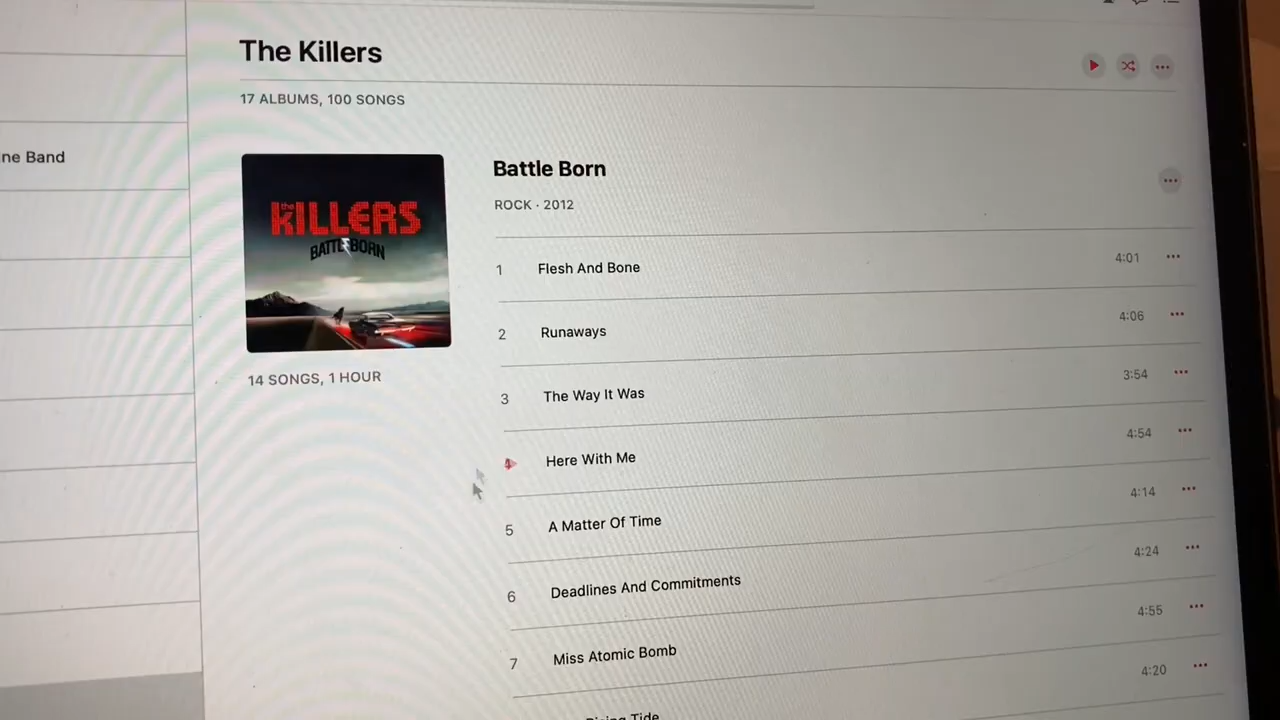 The Killers
17 ALBUMS, 100 SONGS
ne Band
the
KILLERS
BATTLE BORN
14 SONGS, 1 HOUR
Battle Born
ROCK · 2012
1 Flesh And Bone 4:01
2 Runaways 4:06
3 The Way It Was 3:54
4 Here With Me 4:54
5 A Matter Of Time 4:14
6 Deadlines And Commitments 4:24
7 Miss Atomic Bomb 4:55
Rising Tide 4:20